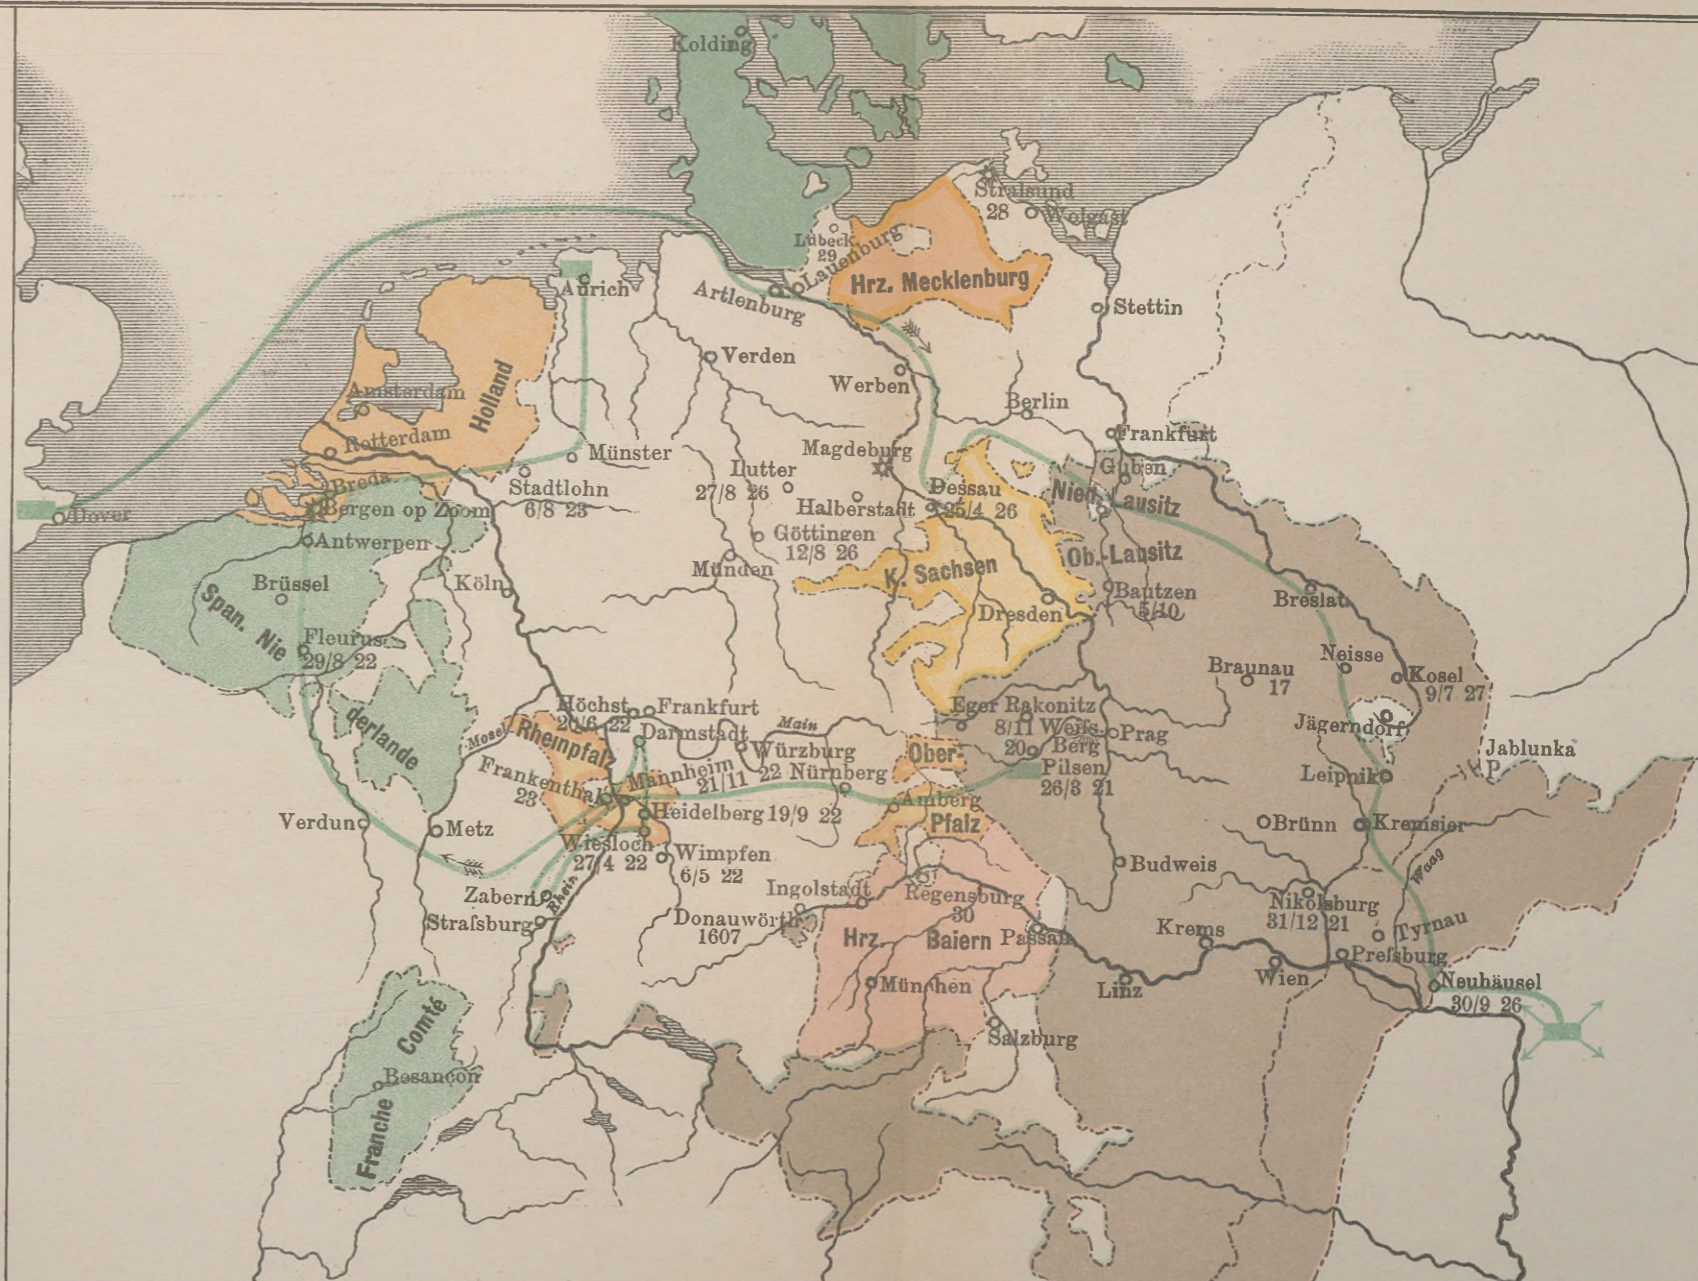 Kolding
Stralsund
28
Wolgast
Lübeck
29
Lauenburg
Hrz. Mecklenburg
Aurich
Artlenburg
Stettin
Verden
Werben
Holland
Amsterdam
Berlin
Rotterdam
Frankfurt
Münster
Magdeburg
Guben
Lutter
27/8 26
Breda
Stadtlohn
6/8 23
Dessau
25/4 26
Nied. Lausitz
Halberstadt
Dover
Bergen op Zoom
Antwerpen
Göttingen
12/8 26
Ob.-Lausitz
Münden
K. Sachsen
Brüssel
Köln
Bautzen
5/10
Breslau
Dresden
Span. Nie
derlande
Fleurus
29/8 22
Neisse
Braunau
17
Kosel
9/7 27
Höchst
20/6 22
Frankfurt
Eger
Rakonitz
8/11
20
Weiſs.
Berg
Prag
Jägerndorf
Main
Mosel
Rheinpfalz
Darmstadt
Würzburg
Jablunka
P.
Ober-
Pilsen
26/3 21
Leipnik
Frankenthal
23
Mannheim
21/11 22
Nürnberg
Amberg
Pfalz
Heidelberg 19/9 22
Verdun
Metz
Brünn
Kremsier
Wiesloch
27/4 22
Wimpfen
6/5 22
Budweis
Waag
Zabern
Rhein
Ingolstadt
Regensburg
30
Nikolsburg
31/12 21
Straſsburg
Donauwörth
1607
Hrz. Baiern
Passau
Krems
Tyrnau
Preſsburg
Wien
München
Linz
Neuhäusel
30/9 26
Franche Comté
Besançon
Salzburg